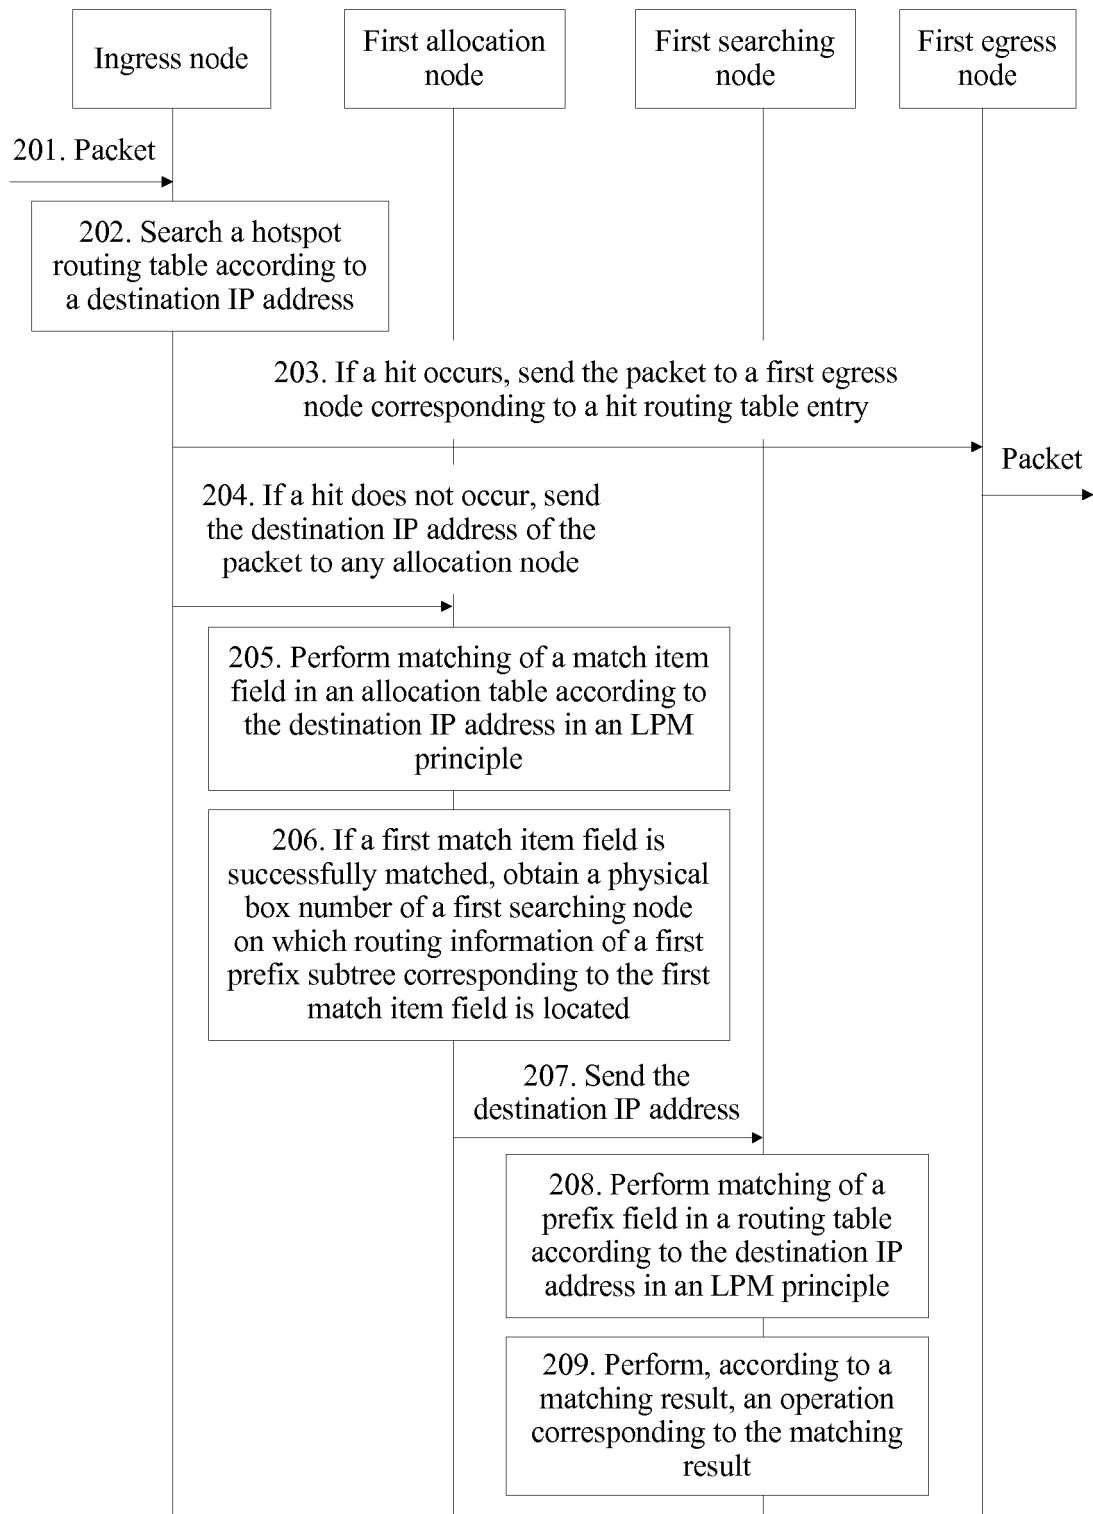 Ingress node
First allocation
node
First searching
node
First egress
node
201. Packet
202. Search a hotspot
routing table according to
a destination IP address
203. If a hit occurs, send the packet to a first egress
node corresponding to a hit routing table entry
Packet
204. If a hit does not occur, send
the destination IP address of the
packet to any allocation node
205. Perform matching of a match item
field in an allocation table according to
the destination IP address in an LPM
principle
206. If a first match item field is
successfully matched, obtain a physical
box number of a first searching node
on which routing information of a first
prefix subtree corresponding to the first
match item field is located
207. Send the
destination IP address
208. Perform matching of a
prefix field in a routing table
according to the destination IP
address in an LPM principle
209. Perform, according to a
matching result, an operation
corresponding to the matching
result